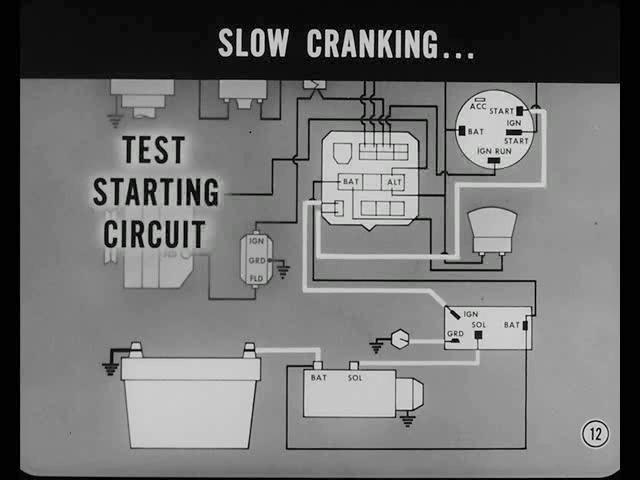 SLOW CRANKING...
TEST
STARTING
CIRCUIT
ACC
START
BAT
IGN
START
IGN RUN
BAT
ALT
IGN
GRD
FLD
IGN
SOL
BAT
GRD
BAT
SOL
12